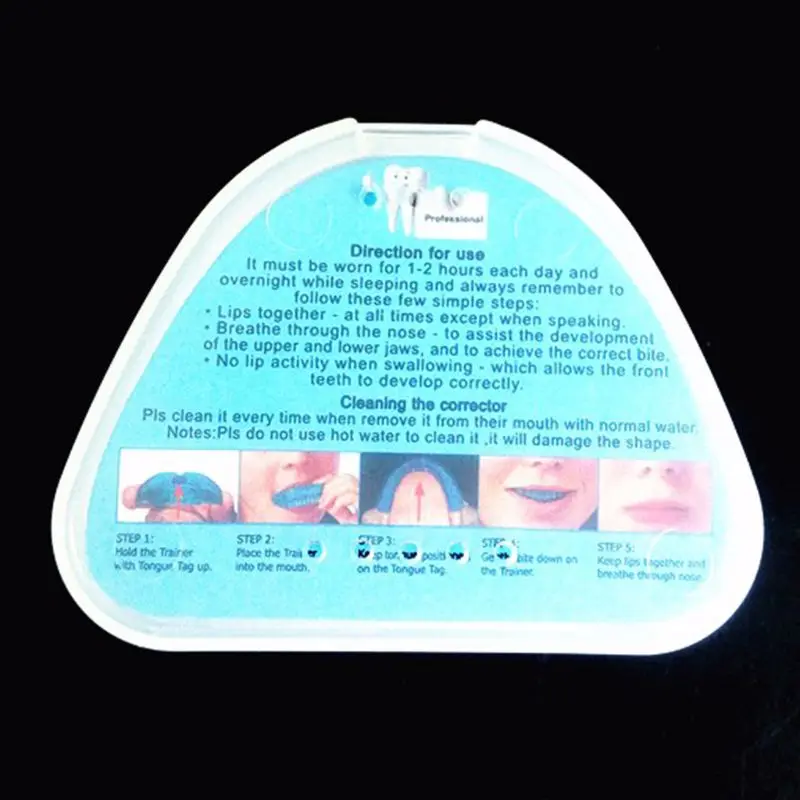 Professional
Direction for use
It must be worn for 1-2 hours each day and
overnight while sleeping and always remember to
follow these few simple steps:
• Lips together - at all times except when speaking.
• Breathe through the nose - to assist the development
of the upper and lower jaws, and to achieve the correct bite.
• No lip activity when swallowing - which allows the front
teeth to develop correctly.
Cleaning the corrector
Pls clean it every time when remove it from their mouth with normal water.
Notes:Pls do not use hot water to clean it ,it will damage the shape.
STEP 1:
Hold the Trainer
with Tongue Tag up.
STEP 2:
Place the Trainer
into the mouth.
STEP 3:
Keep
on the Tongue Tag.
STEP 4:
bite down on
the Trainer.
STEP 5:
Keep lips together and
breathe through nose